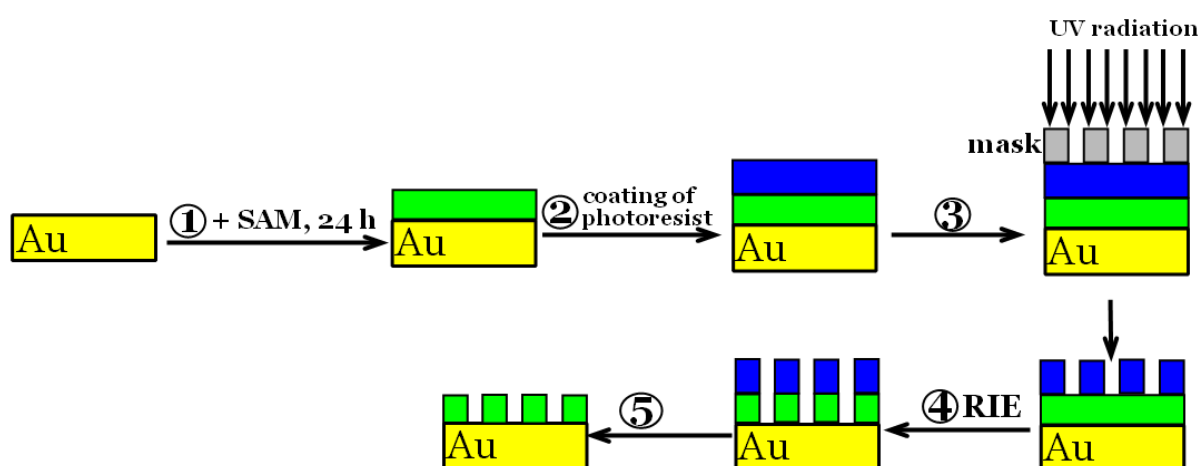 UV radiation
mask
Au
① + SAM, 24 h
Au
② coating of
photoresist
Au
③
Au
Au
⑤
Au
④ RIE
Au